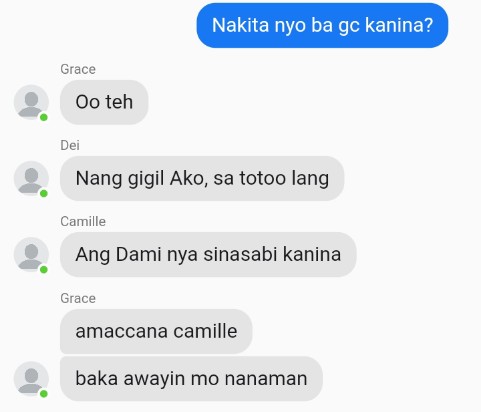 Nakita nyo ba gc kanina?
Grace
Oo teh
Dei
Nang gigil Ako, sa totoo lang
Camille
Ang Dami nya sinasabi kanina
Grace
amaccana camille
baka awayin mo nanaman